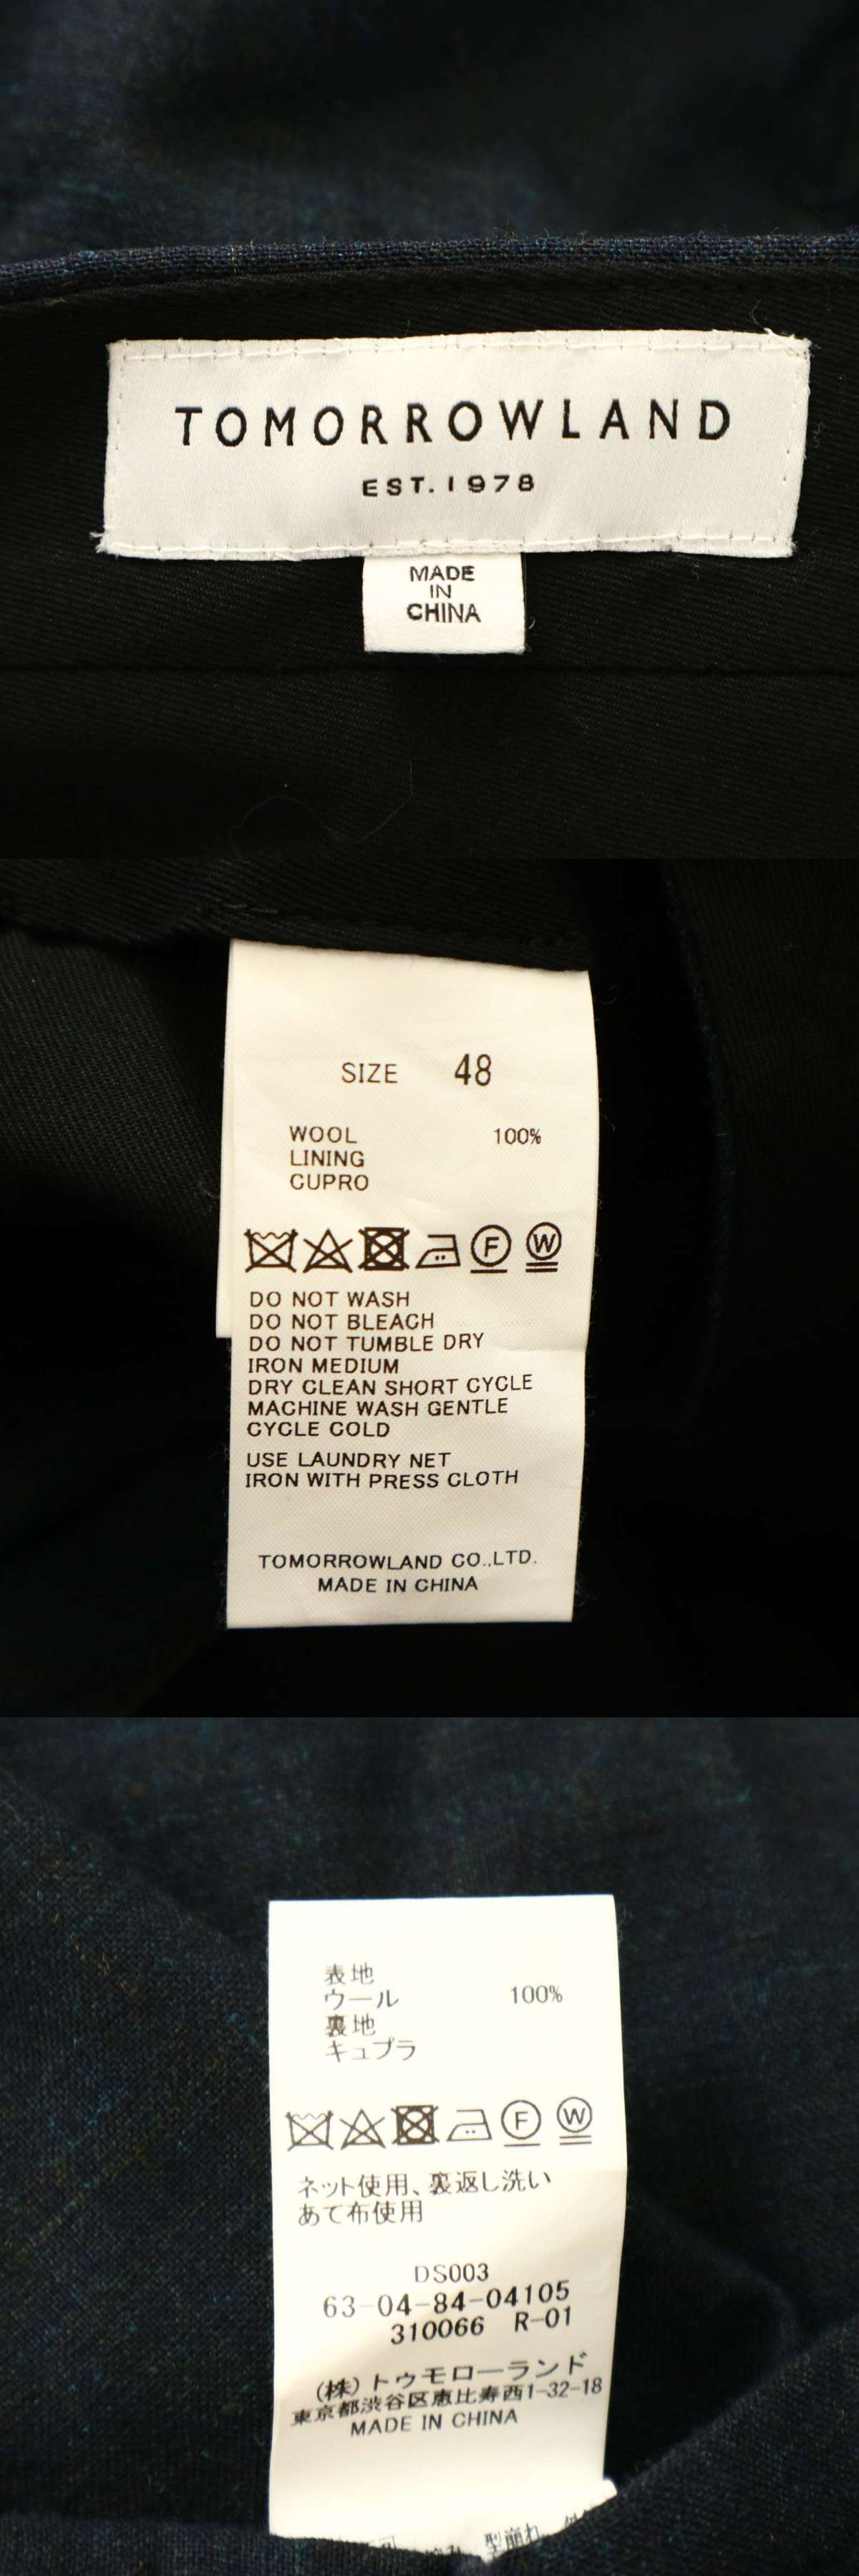 TOMORROWLAND
EST. 1978
MADE
IN
CHINA
SIZE 48
WOOL 100%
LINING
CUPRO
F W
DO NOT WASH
DO NOT BLEACH
DO NOT TUMBLE DRY
IRON MEDIUM
DRY CLEAN SHORT CYCLE
MACHINE WASH GENTLE
CYCLE COLD
USE LAUNDRY NET
IRON WITH PRESS CLOTH
TOMORROWLAND CO.,LTD.
MADE IN CHINA
表地
ウール 100%
裏地
キュプラ
F W
ネット使用、裏返し洗い
あて布使用
DS003
63-04-84-04105
310066 R-01
(株)トゥモローランド
東京都渋谷区恵比寿西1-32-18
MADE IN CHINA
型崩れ